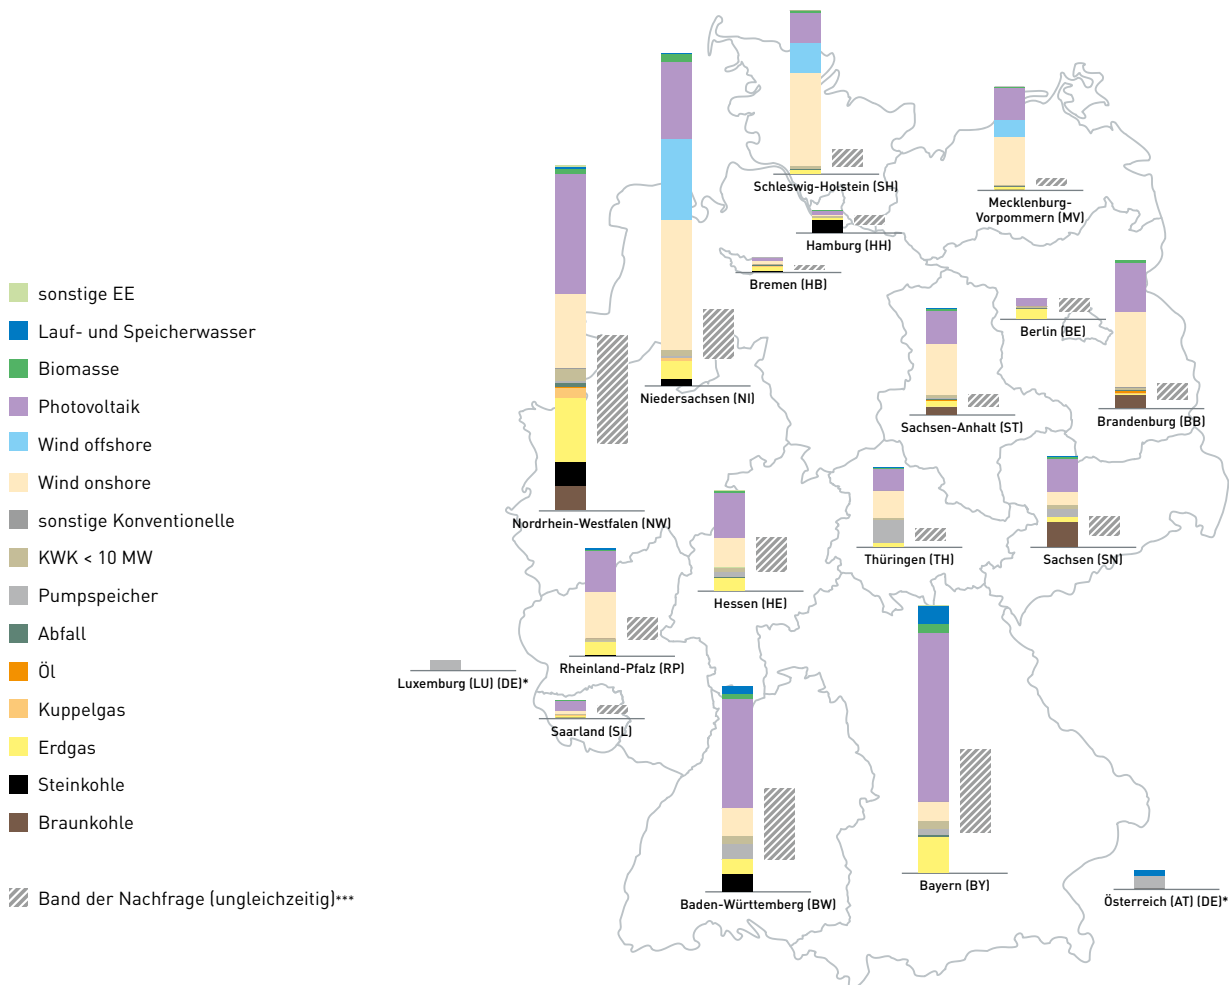 sonstige EE
Lauf- und Speicherwasser
Biomasse
Photovoltaik
Wind offshore
Wind onshore
sonstige Konventionelle
KWK < 10 MW
Pumpspeicher
Abfall
Öl
Kuppelgas
Erdgas
Steinkohle
Braunkohle
Band der Nachfrage (ungleichzeitig)***
Schleswig-Holstein (SH)
Mecklenburg-
Vorpommern (MV)
Hamburg (HH)
Bremen (HB)
Berlin (BE)
Niedersachsen (NI)
Sachsen-Anhalt (ST)
Brandenburg (BB)
Nordrhein-Westfalen (NW)
Thüringen (TH)
Sachsen (SN)
Hessen (HE)
Rheinland-Pfalz (RP)
Luxemburg (LU) (DE)*
Saarland (SL)
Baden-Württemberg (BW)
Bayern (BY)
Österreich (AT) (DE)*